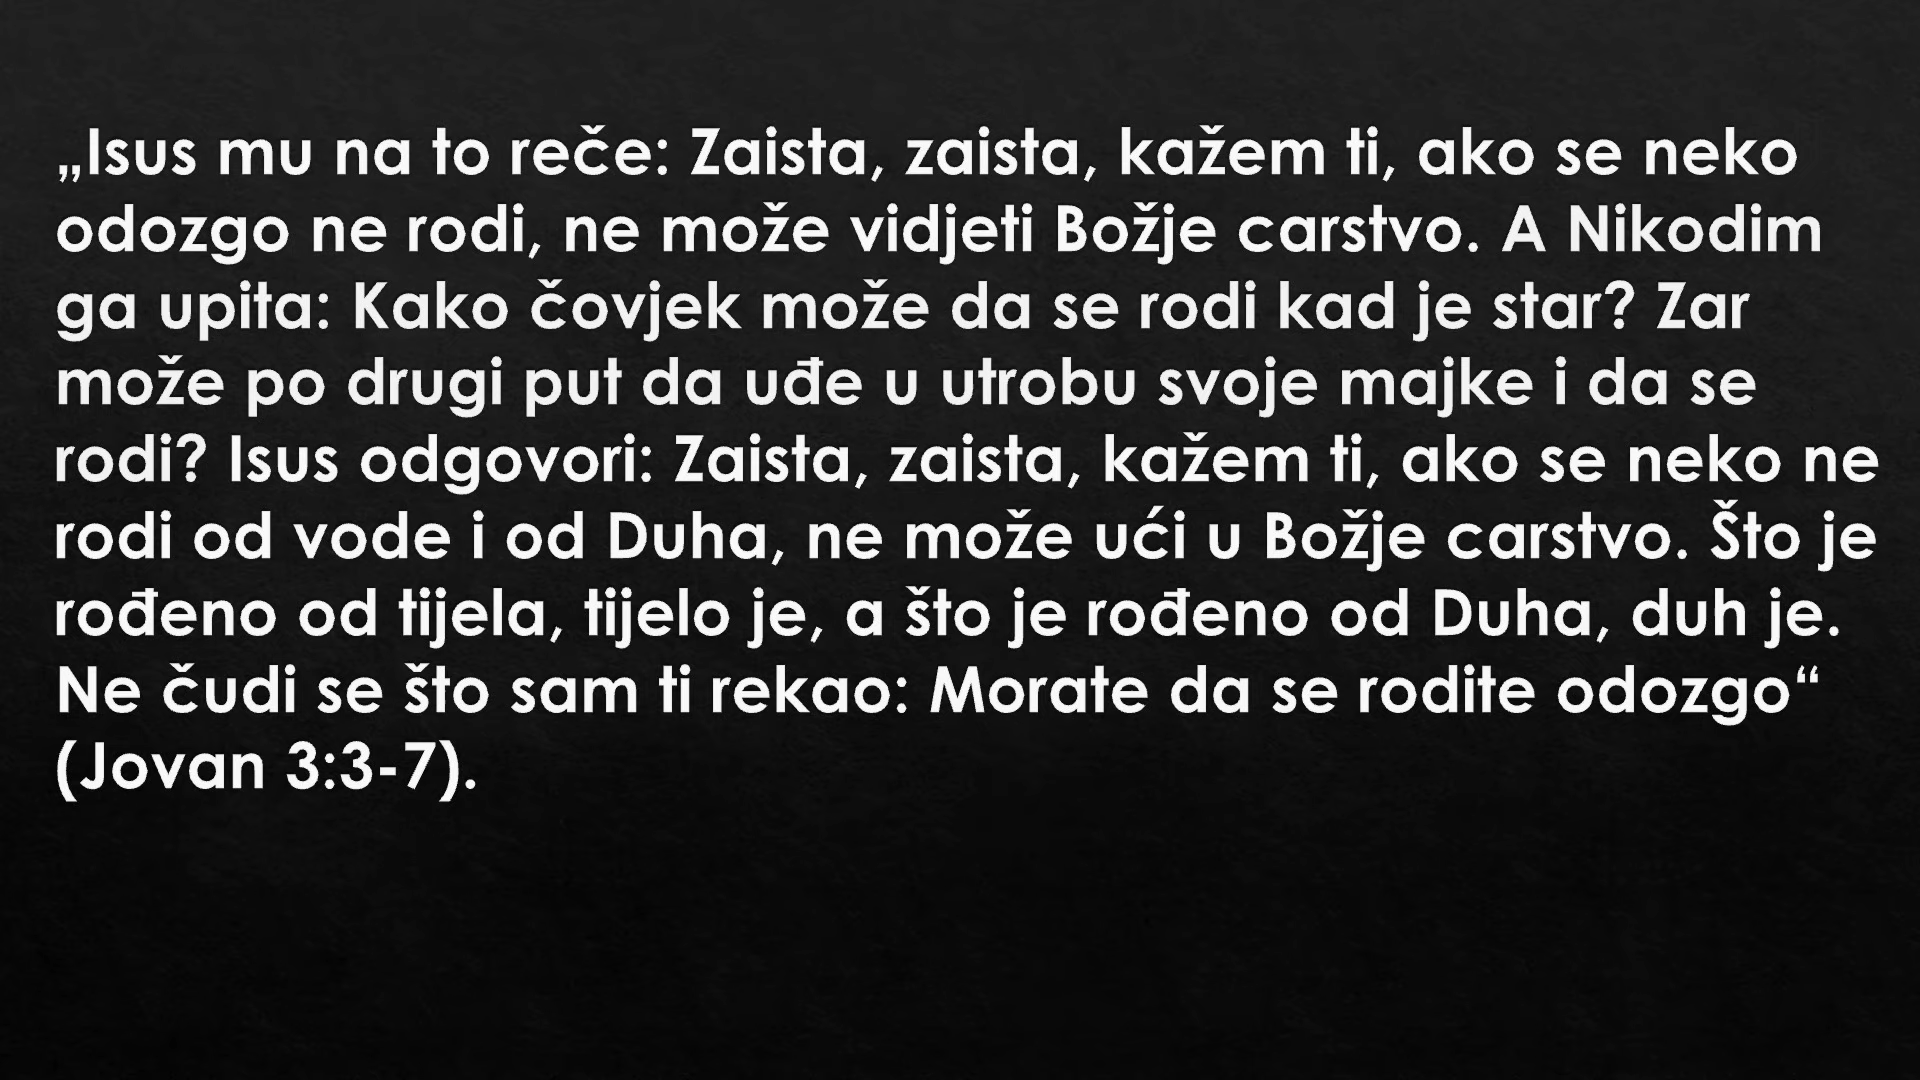 „Isus mu na to reče: Zaista, zaista, kažem ti, ako se neko
odozgo ne rodi, ne može vidjeti Božje carstvo. A Nikodim
ga upita: Kako čovjek može da se rodi kad je star? Zar
može po drugi put da uđe u utrobu svoje majke i da se
rodi? Isus odgovori: Zaista, zaista, kažem ti, ako se neko ne
rodi od vode i od Duha, ne može ući u Božje carstvo. Što je
rođeno od tijela, tijelo je, a što je rođeno od Duha, duh je.
Ne čudi se što sam ti rekao: Morate da se rodite odozgo“
(Jovan 3:3-7).